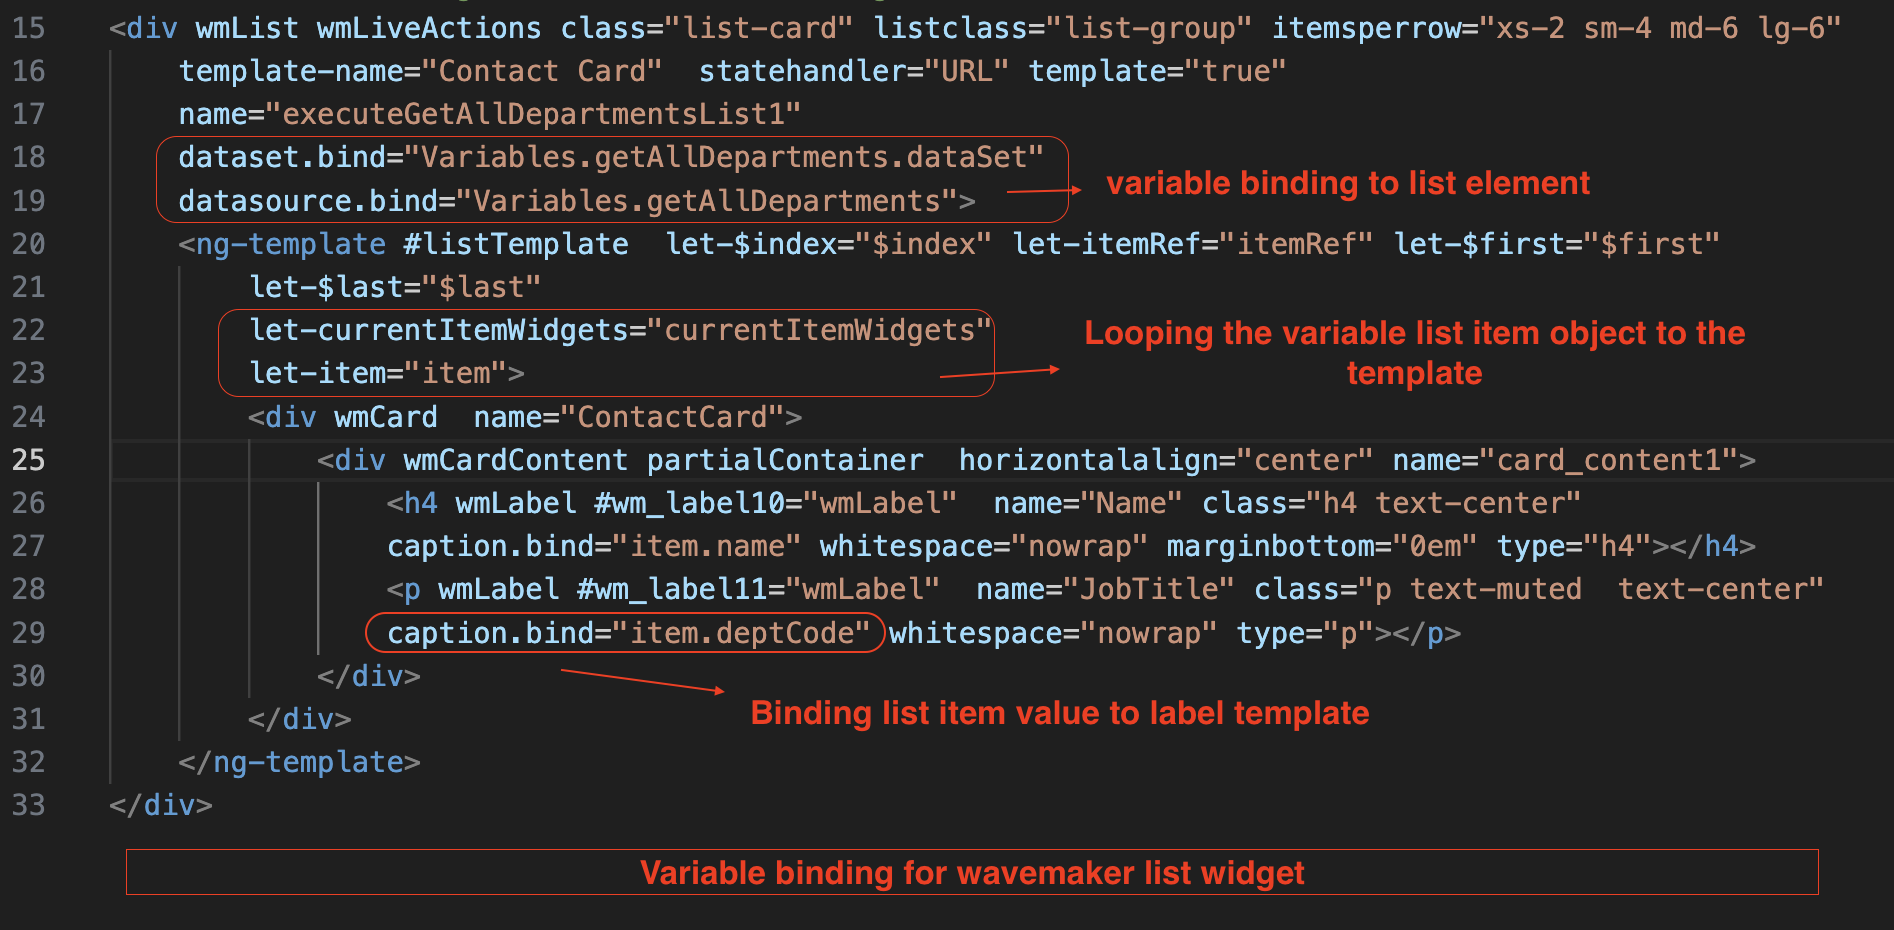 15 <div wmList wmLiveActions class="list-card" listclass="list-group" itemsperrow="xs-2 sm-4 md-6 lg-6"
16 template-name="Contact Card" statehandler="URL" template="true"
17 name="executeGetAllDepartmentsList1"
18 dataset.bind="Variables.getAllDepartments.dataSet"
19 datasource.bind="Variables.getAllDepartments">
variable binding to list element
20 <ng-template #listTemplate let-$index="$index" let-itemRef="itemRef" let-$first="$first"
21 let-$last="$last"
22 let-currentItemWidgets="currentItemWidgets"
23 let-item="item">
Looping the variable list item object to the
template
24 <div wmCard name="ContactCard">
25 <div wmCardContent partialContainer horizontalalign="center" name="card_content1">
26 <h4 wmLabel #wm_label10="wmLabel" name="Name" class="h4 text-center"
27 caption.bind="item.name" whitespace="nowrap" marginbottom="0em" type="h4"></h4>
28 <p wmLabel #wm_label11="wmLabel" name="JobTitle" class="p text-muted text-center"
29 caption.bind="item.deptCode" whitespace="nowrap" type="p"></p>
30 </div>
Binding list item value to label template
31 </div>
32 </ng-template>
33 </div>
Variable binding for wavemaker list widget